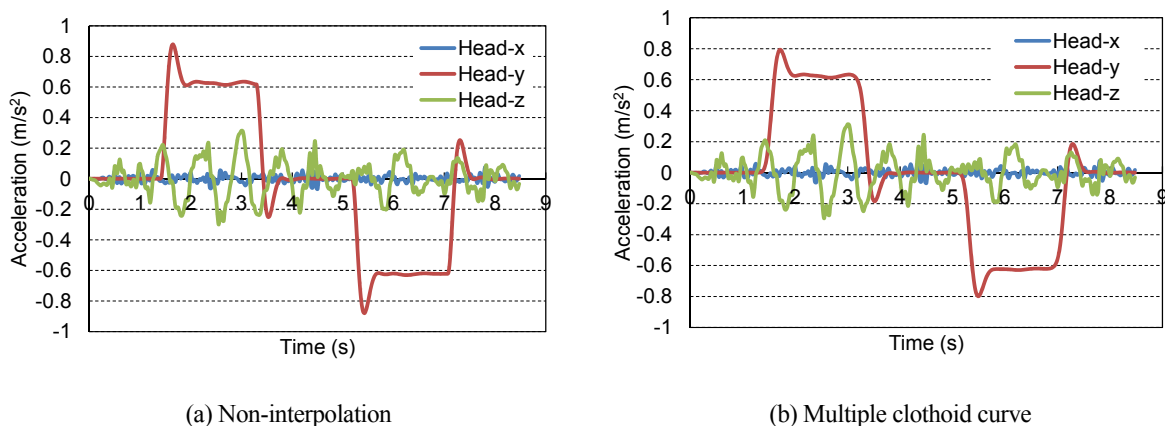 1
0.8
0.6
0.4
0.2
0
-0.2
-0.4
-0.6
-0.8
-1
Acceleration (m/s²)
0 1 2 3 4 5 6 7 8 9
Time (s)
Head-x
Head-y
Head-z
(a) Non-interpolation
1
0.8
0.6
0.4
0.2
0
-0.2
-0.4
-0.6
-0.8
-1
Acceleration (m/s²)
0 1 2 3 4 5 6 7 8 9
Time (s)
Head-x
Head-y
Head-z
(b) Multiple clothoid curve